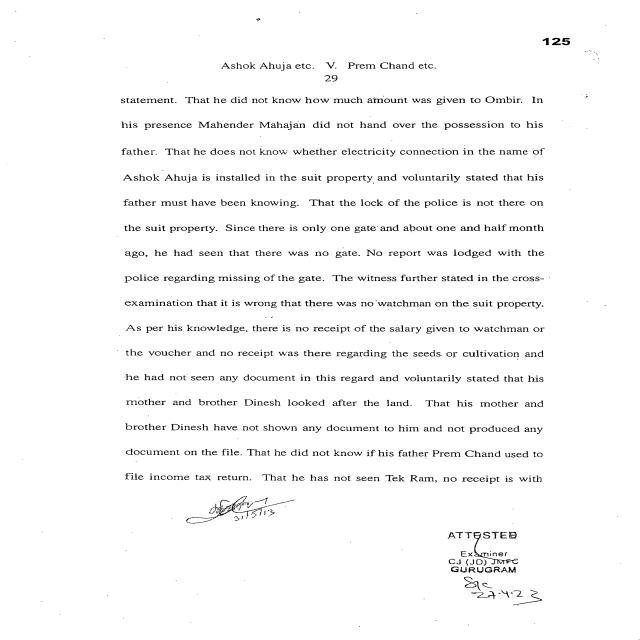 125
Ashok Ahuja etc. V. Prem Chand etc.
29
statement. That he did not know how much amount was given to Ombir. In
his presence Mahender Mahajan did not hand over the possession to his
father. That he does not know whether electricity connection in the name of
Ashok Ahuja is installed in the suit property and voluntarily stated that his
father must have been knowing. That the lock of the police is not there on
the suit property. Since there is only one gate and about one and half month
ago, he had seen that there was no gate. No report was lodged with the
police regarding missing of the gate. The witness further stated in the cross-
examination that it is wrong that there was no watchman on the suit property.
As per his knowledge, there is no receipt of the salary given to watchman or
the voucher and no receipt was there regarding the seeds or cultivation and
he had not seen any document in this regard and voluntarily stated that his
mother and brother Dinesh looked after the land. That his mother and
brother Dinesh have not shown any document to him and not produced any
document on the file. That he did not know if his father Prem Chand used to
file income tax return. That he has not seen Tek Ram, no receipt is with
31/5/13
ATTESTED
Examiner
CJ (JD) JMFC
GURUGRAM
27.4.23